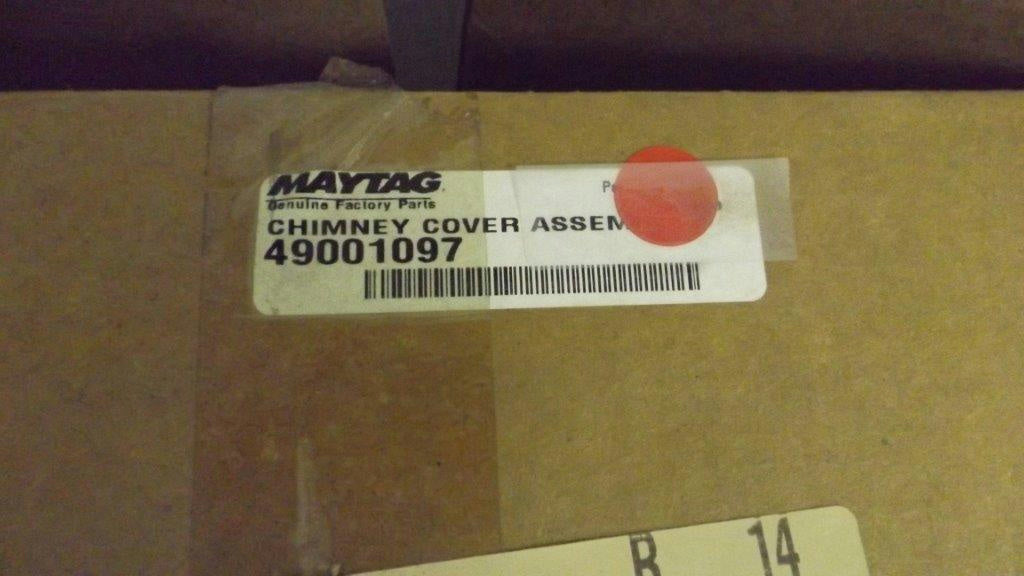 MAYTAG
Genuine Factory Parts
CHIMNEY COVER ASSEM
49001097
R 14